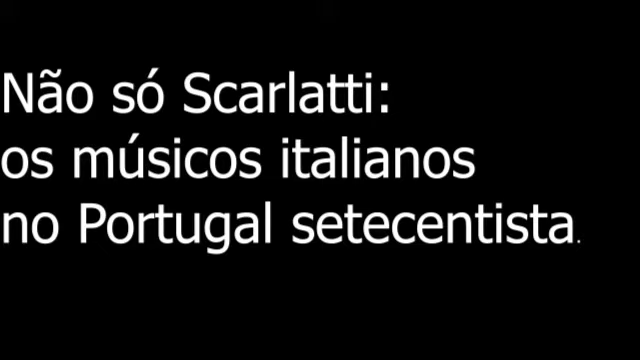 Não só Scarlatti:
os músicos italianos
no Portugal setecentista.